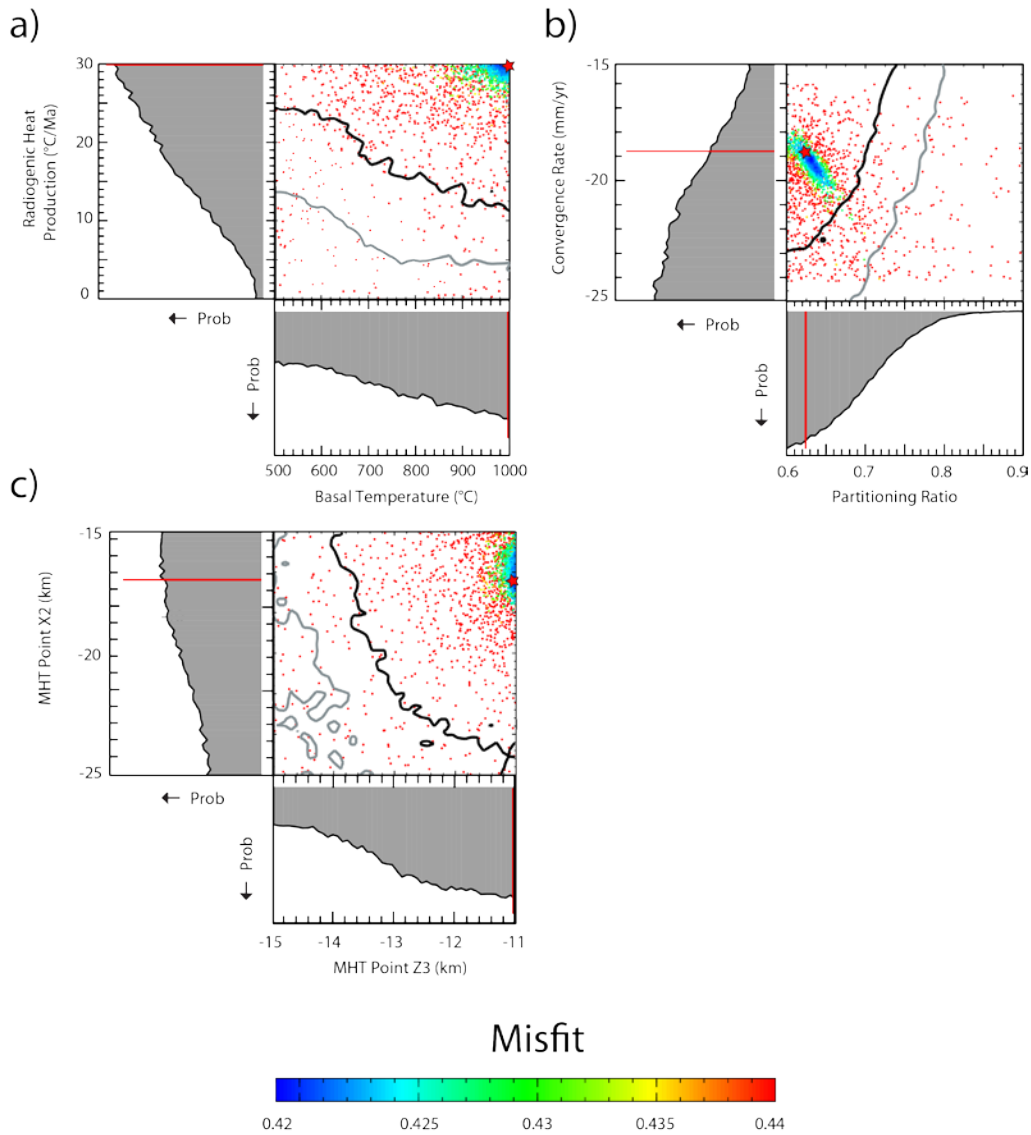 a)
Radiogenic Heat
Production (°C/Ma)
30
20
10
0
← Prob
← Prob
500 600 700 800 900 1000
Basal Temperature (°C)
b)
Convergence Rate (mm/yr)
-15
-20
-25
← Prob
← Prob
0.6 0.7 0.8 0.9
Partitioning Ratio
c)
MHT Point X2 (km)
-15
-20
-25
← Prob
← Prob
-15 -14 -13 -12 -11
MHT Point Z3 (km)
Misfit
0.42 0.425 0.43 0.435 0.44